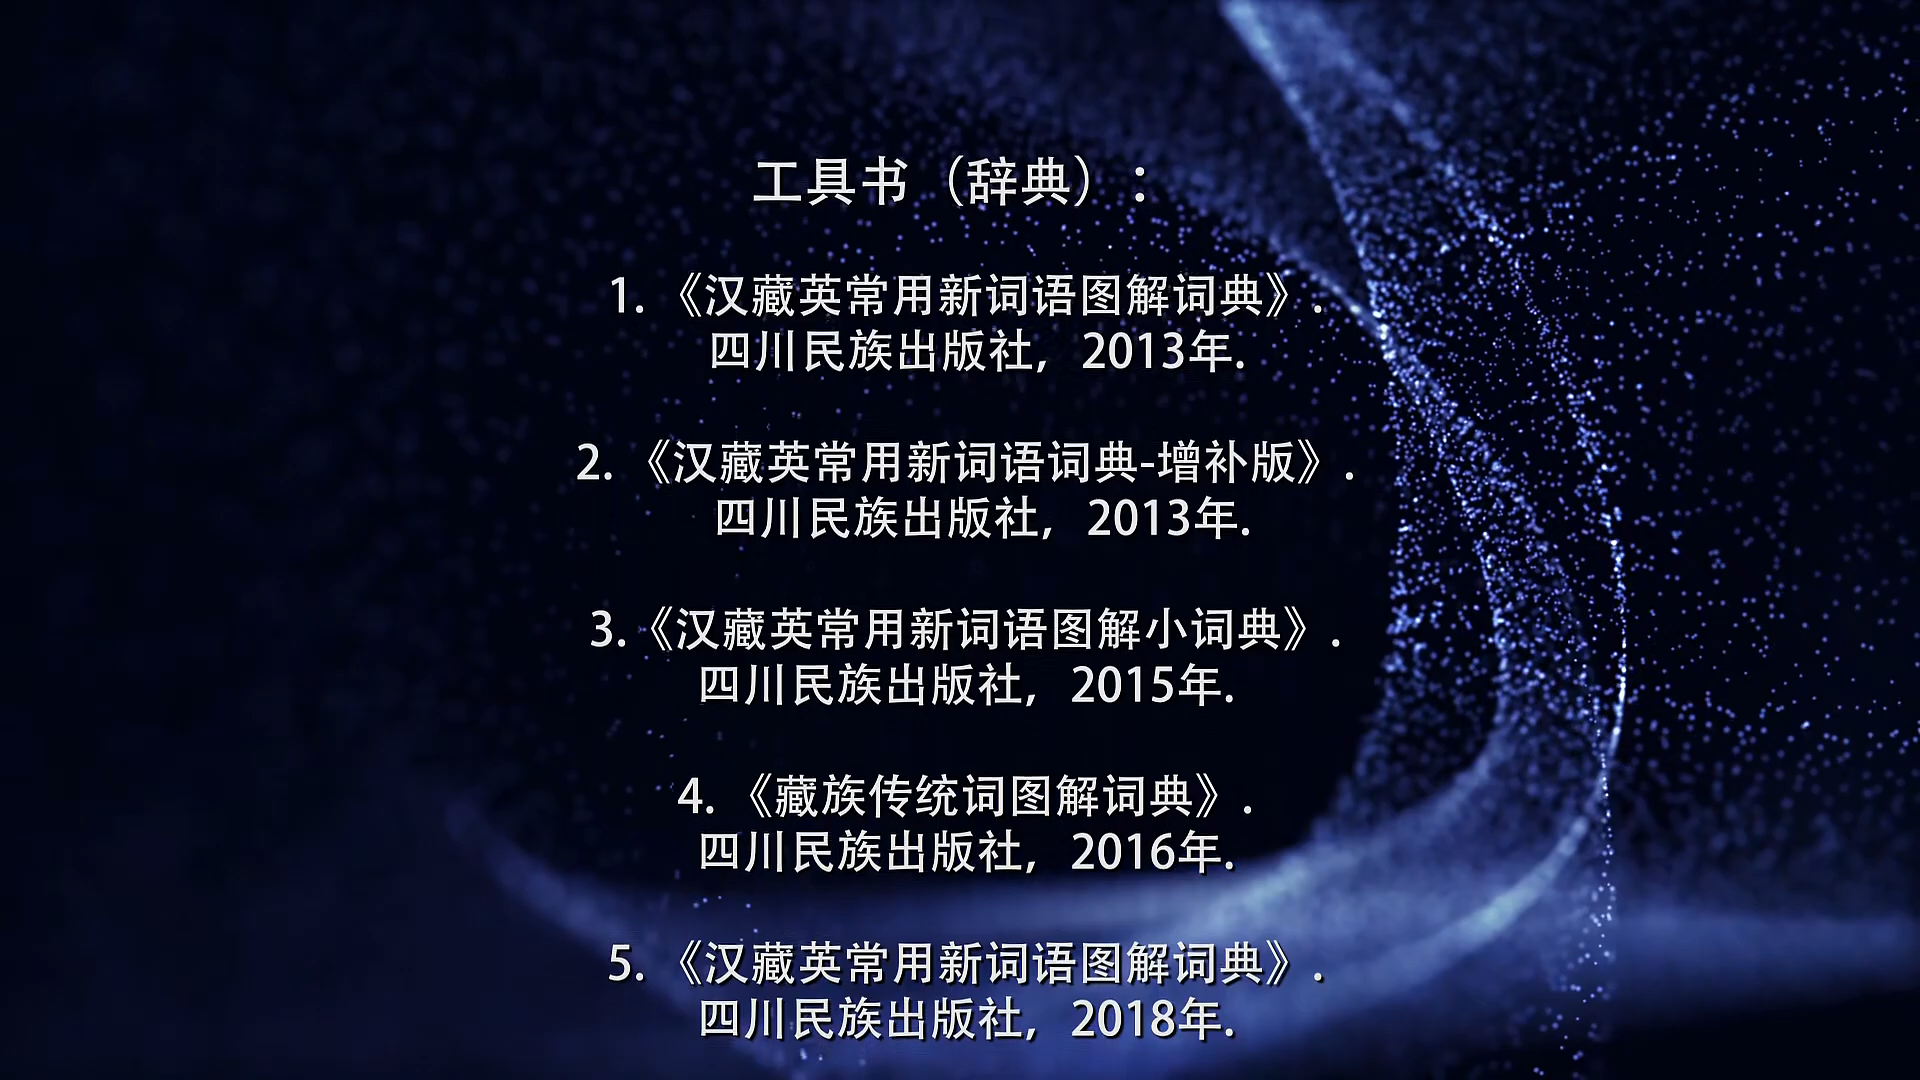 工具书（辞典）：
1. 《汉藏英常用新词语图解词典》.
四川民族出版社，2013年.
2. 《汉藏英常用新词语词典-增补版》.
四川民族出版社，2013年.
3.《汉藏英常用新词语图解小词典》.
四川民族出版社，2015年.
4. 《藏族传统词图解词典》.
四川民族出版社，2016年.
5. 《汉藏英常用新词语图解词典》.
四川民族出版社，2018年.